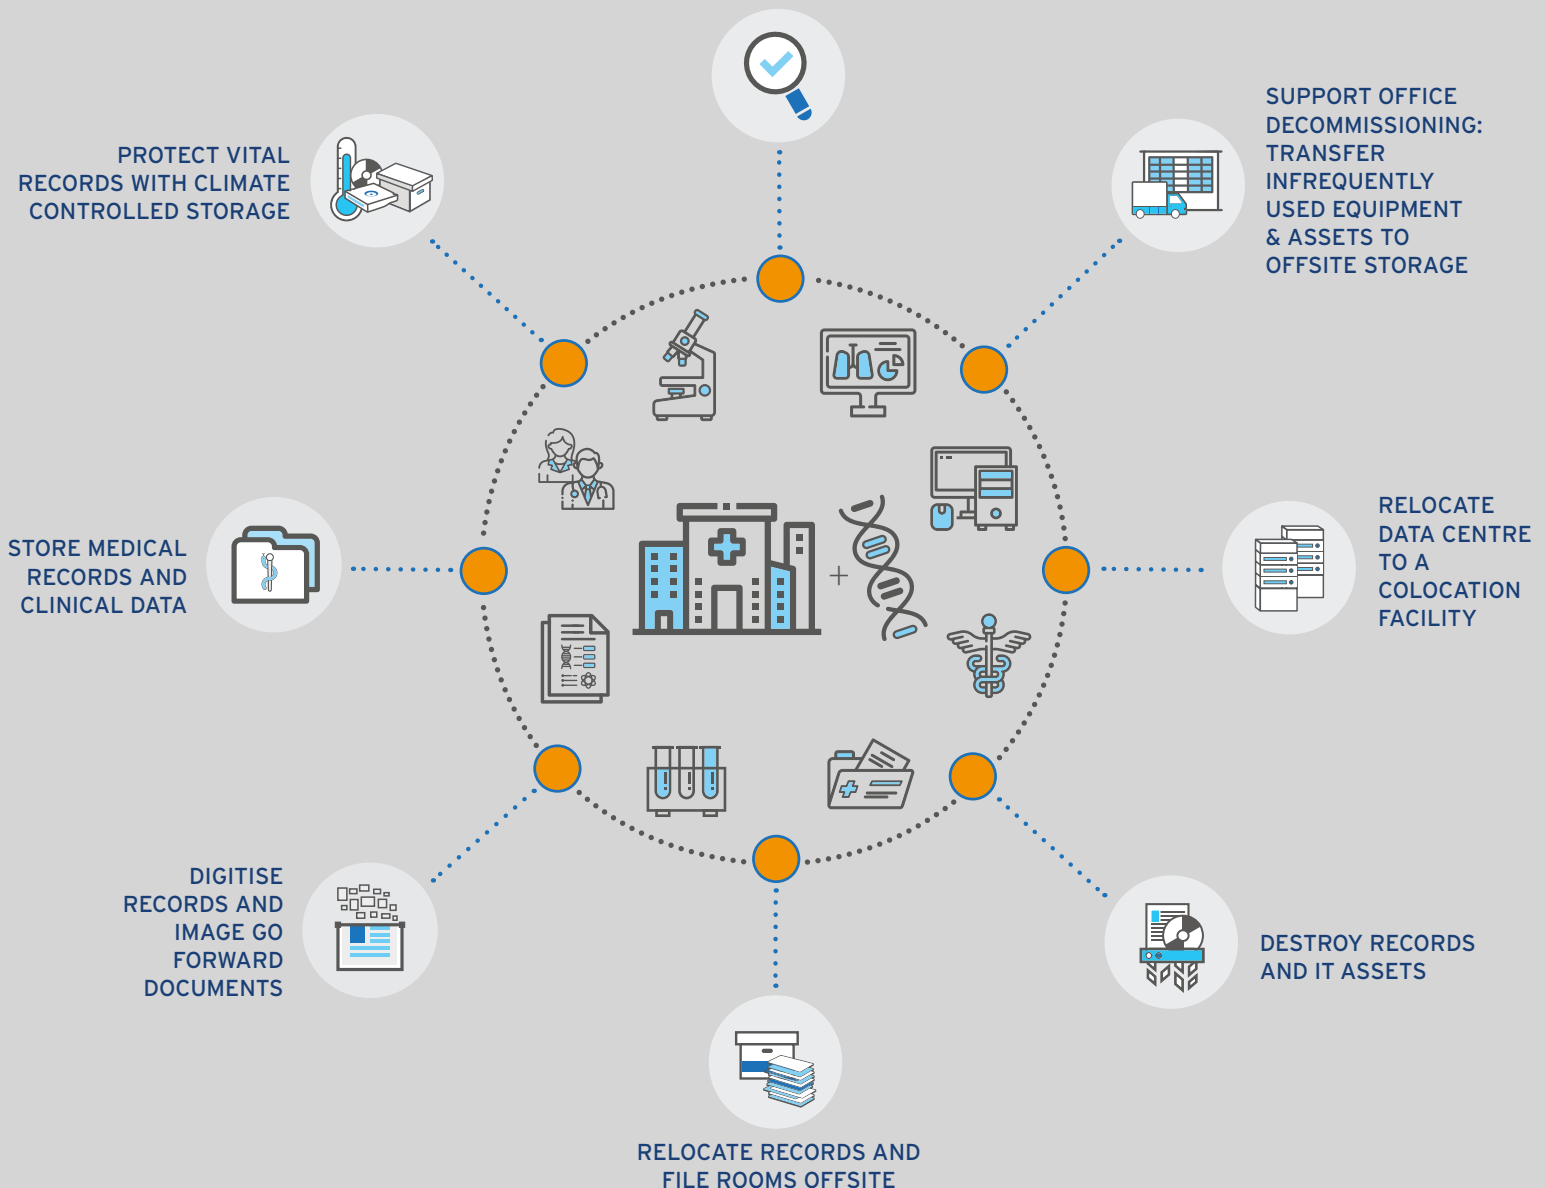 PROTECT VITAL
RECORDS WITH CLIMATE
CONTROLLED STORAGE
SUPPORT OFFICE
DECOMMISSIONING:
TRANSFER
INFREQUENTLY
USED EQUIPMENT
& ASSETS TO
OFFSITE STORAGE
STORE MEDICAL
RECORDS AND
CLINICAL DATA
RELOCATE
DATA CENTRE
TO A
COLOCATION
FACILITY
DIGITISE
RECORDS AND
IMAGE GO
FORWARD
DOCUMENTS
DESTROY RECORDS
AND IT ASSETS
RELOCATE RECORDS AND
FILE ROOMS OFFSITE